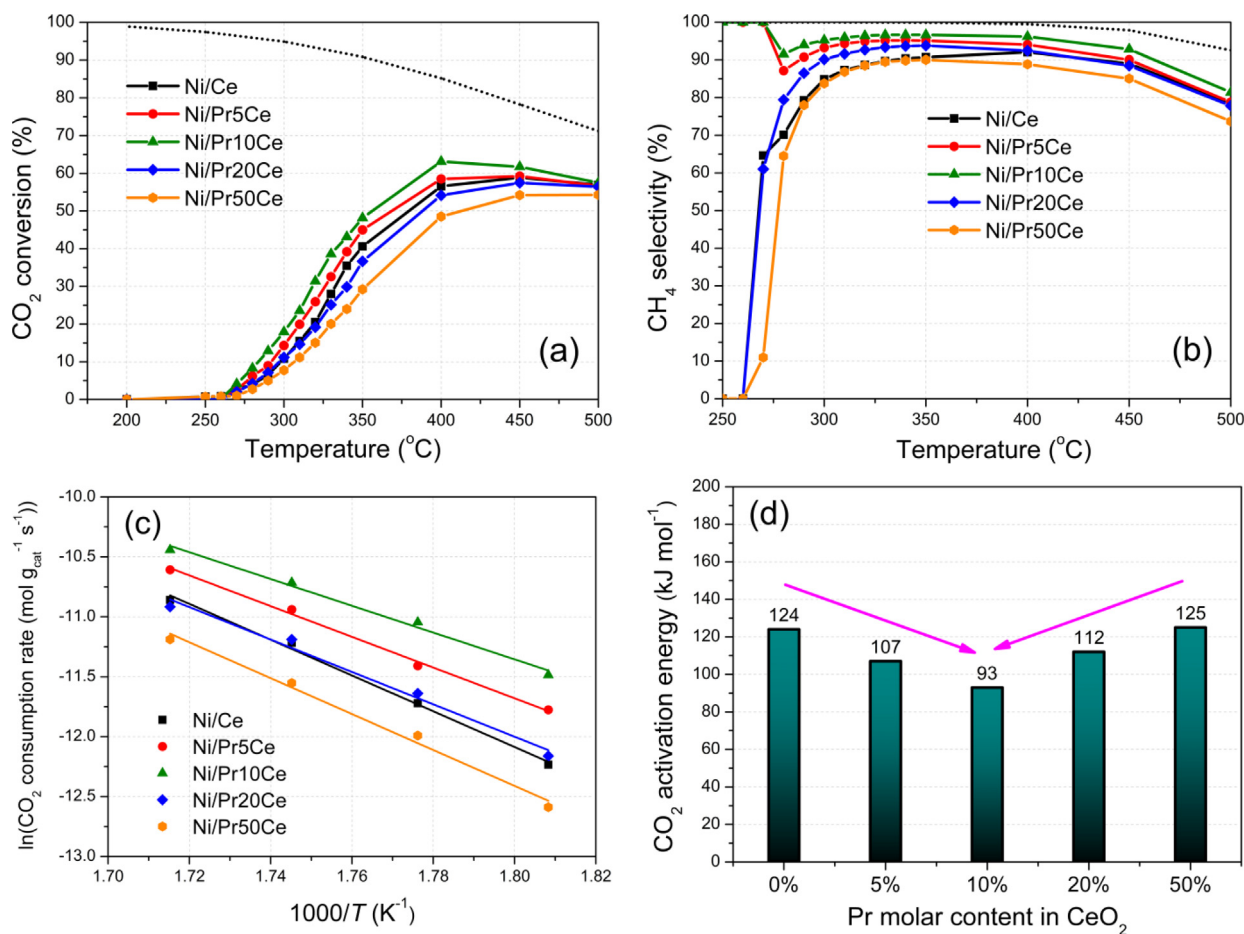 (a)
100
90
80
70
60
50
40
30
20
10
0
CO2 conversion (%)
Ni/Ce
Ni/Pr5Ce
Ni/Pr10Ce
Ni/Pr20Ce
Ni/Pr50Ce
200 250 300 350 400 450 500
Temperature (°C)
(b)
100
90
80
70
60
50
40
30
20
10
0
CH4 selectivity (%)
Ni/Ce
Ni/Pr5Ce
Ni/Pr10Ce
Ni/Pr20Ce
Ni/Pr50Ce
250 300 350 400 450 500
Temperature (°C)
(c)
-10.0
-10.5
-11.0
-11.5
-12.0
-12.5
-13.0
ln(CO2 consumption rate (mol gcat⁻¹ s⁻¹))
Ni/Ce
Ni/Pr5Ce
Ni/Pr10Ce
Ni/Pr20Ce
Ni/Pr50Ce
1.70 1.72 1.74 1.76 1.78 1.80 1.82
1000/T (K⁻¹)
(d)
200
180
160
140
120
100
80
60
40
20
0
CO2 activation energy (kJ mol⁻¹)
124 107 93 112 125
0% 5% 10% 20% 50%
Pr molar content in CeO2